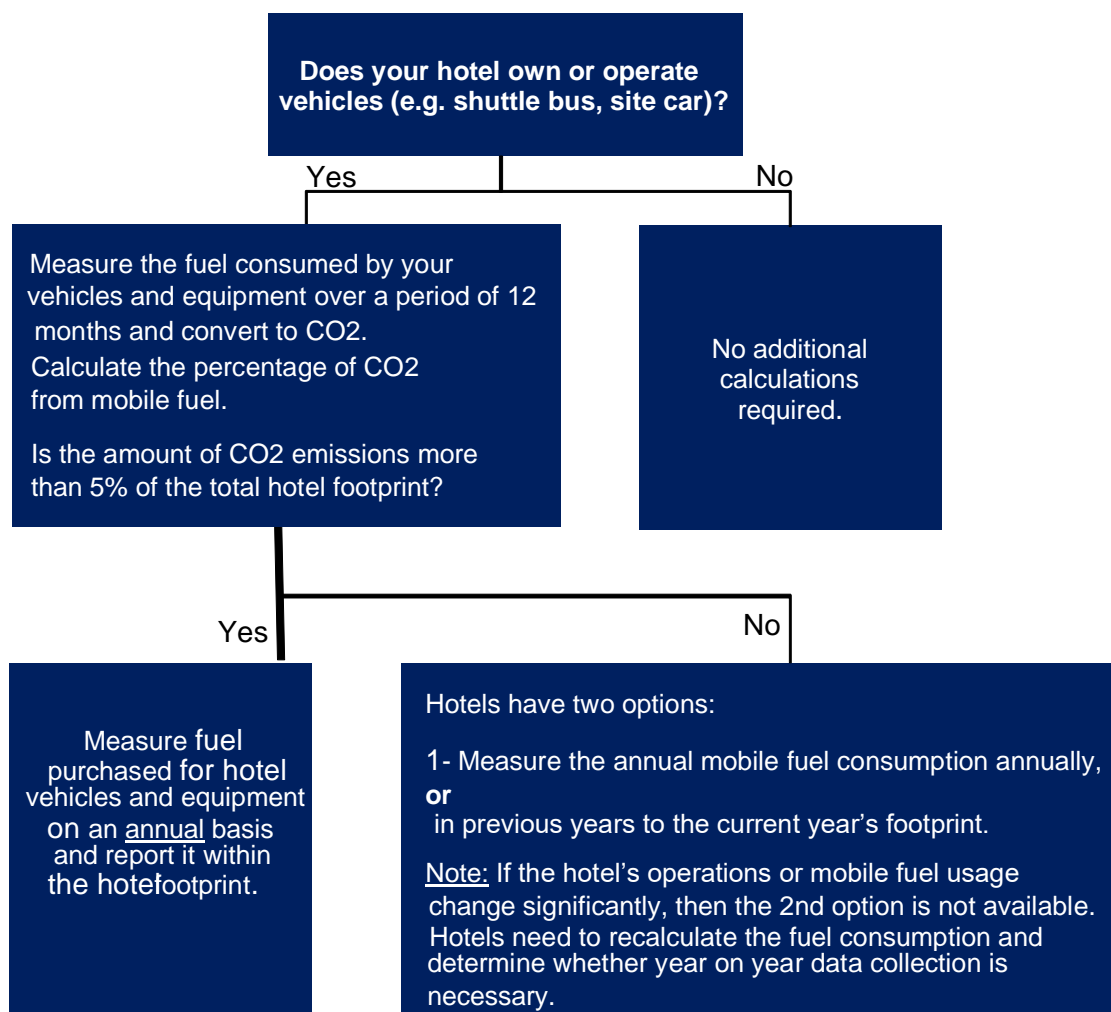 Does your hotel own or operate
vehicles (e.g. shuttle bus, site car)?
Yes
No
Measure the fuel consumed by your
vehicles and equipment over a period of 12
months and convert to CO2.
Calculate the percentage of CO2
from mobile fuel.
Is the amount of CO2 emissions more
than 5% of the total hotel footprint?
No additional
calculations
required.
Yes
No
Measure fuel
purchased for hotel
vehicles and equipment
on an annual basis
and report it within
the hotel footprint.
Hotels have two options:
1- Measure the annual mobile fuel consumption annually,
or
in previous years to the current year's footprint.
Note: If the hotel's operations or mobile fuel usage
change significantly, then the 2nd option is not available.
Hotels need to recalculate the fuel consumption and
determine whether year on year data collection is
necessary.